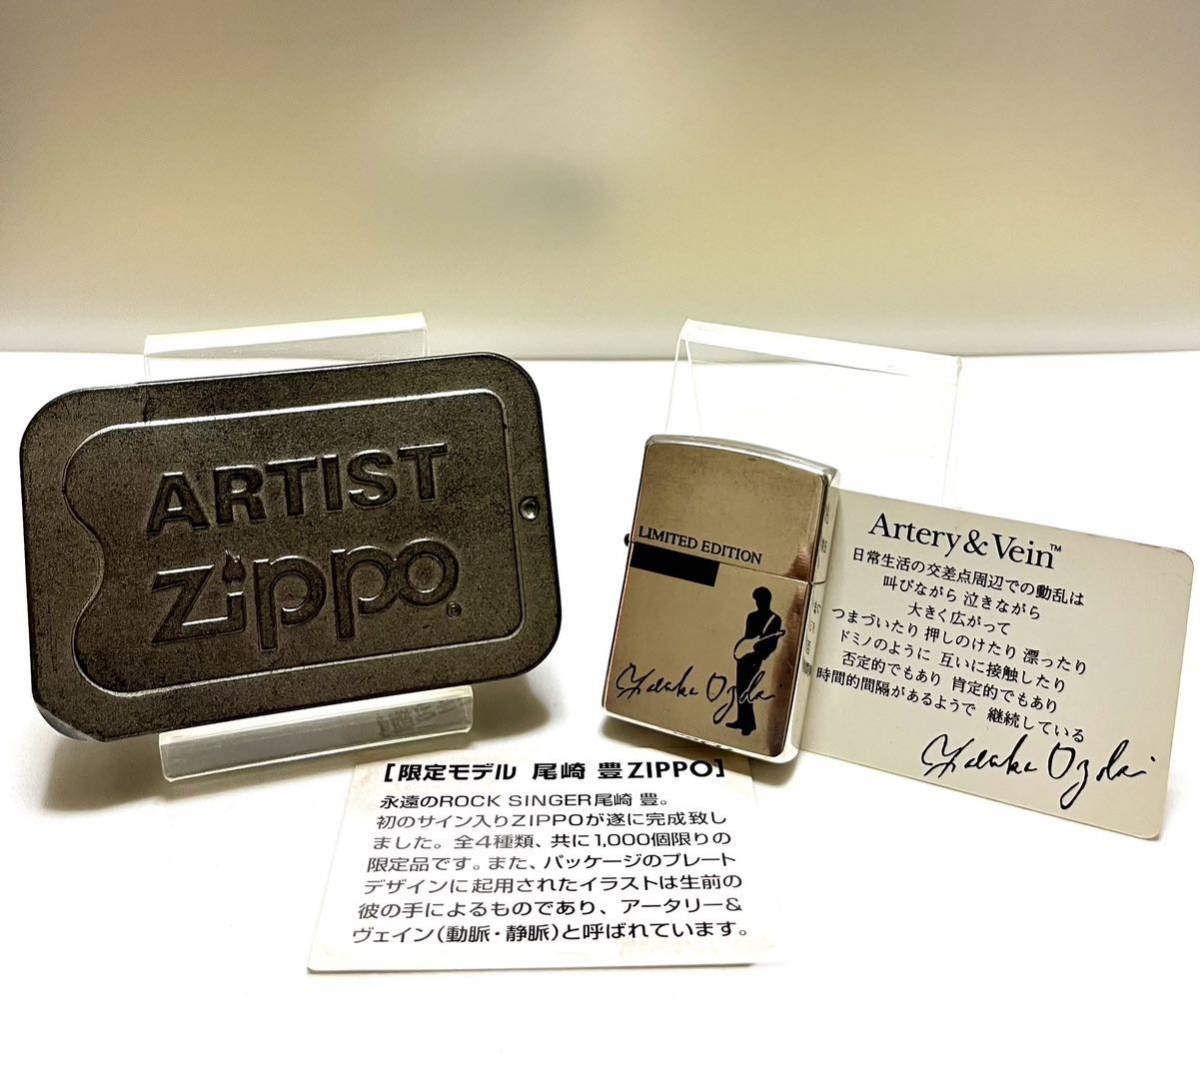 ARTIST
Zippo®
LIMITED EDITION
Yutaka Ozaki
Artery & Vein™
日常生活の交差点周辺での動乱は
叫びながら 泣きながら
大きく広がって
つまづいたり 押しのけたり 漂ったり
ドミノのように 互いに接触したり
否定的でもあり 肯定的でもあり
時間的間隔があるようで 継続している
Yutaka Ozaki
[限定モデル 尾崎 豊ZIPPO]
永遠のROCK SINGER尾崎 豊。
初のサイン入りZIPPOが遂に完成致し
ました。全4種類、共に1,000個限りの
限定品です。また、パッケージのプレート
デザインに起用されたイラストは生前の
彼の手によるものであり、アータリー&
ヴェイン(動脈・静脈)と呼ばれています。